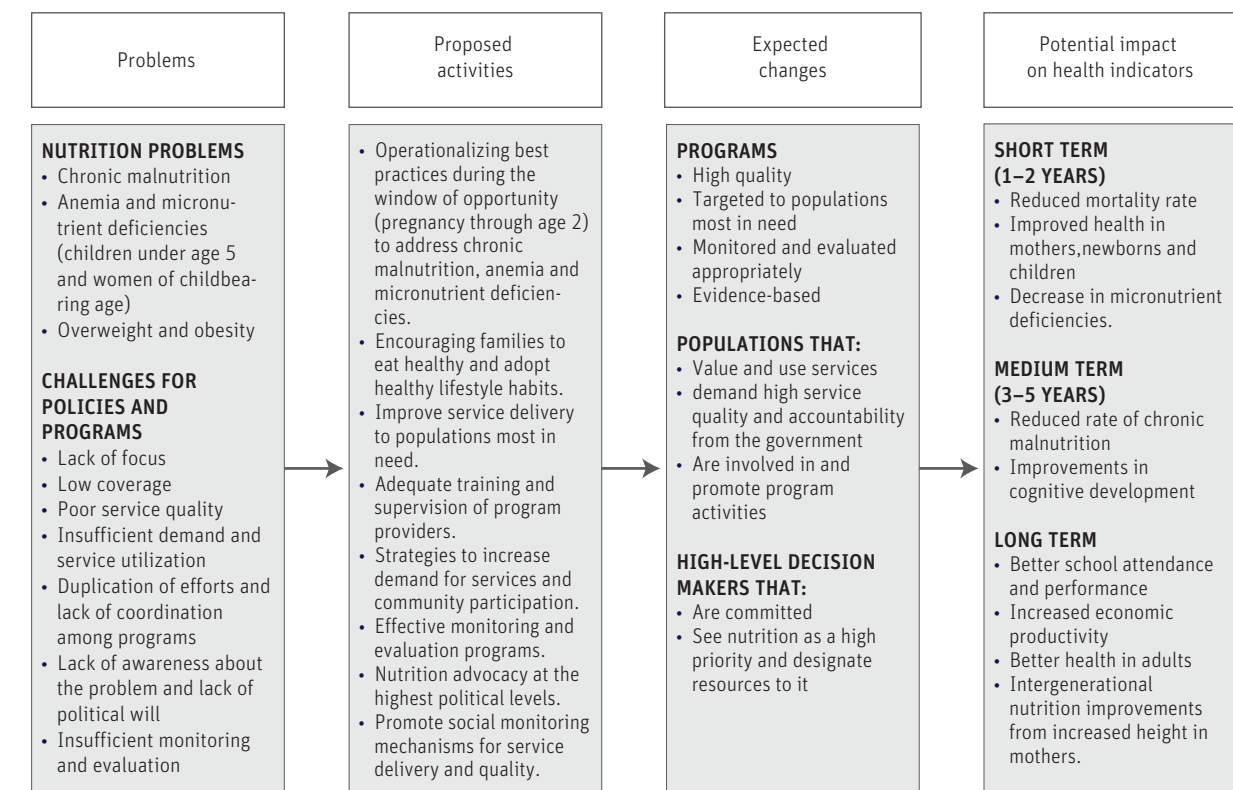 Problems
Proposed
activities
Expected
changes
Potential impact
on health indicators
NUTRITION PROBLEMS
• Chronic malnutrition
• Anemia and micronu-
trient deficiencies
(children under age 5
and women of childbea-
ring age)
• Overweight and obesity
CHALLENGES FOR
POLICIES AND
PROGRAMS
• Lack of focus
• Low coverage
• Poor service quality
• Insufficient demand and
service utilization
• Duplication of efforts and
lack of coordination
among programs
• Lack of awareness about
the problem and lack of
political will
• Insufficient monitoring
and evaluation
• Operationalizing best
practices during the
window of opportunity
(pregnancy through age 2)
to address chronic
malnutrition, anemia and
micronutrient deficien-
cies.
• Encouraging families to
eat healthy and adopt
healthy lifestyle habits.
• Improve service delivery
to populations most in
need.
• Adequate training and
supervision of program
providers.
• Strategies to increase
demand for services and
community participation.
• Effective monitoring and
evaluation programs.
• Nutrition advocacy at the
highest political levels.
• Promote social monitoring
mechanisms for service
delivery and quality.
PROGRAMS
• High quality
• Targeted to populations
most in need
• Monitored and evaluated
appropriately
• Evidence-based
POPULATIONS THAT:
• Value and use services
• demand high service
quality and accountability
from the government
• Are involved in and
promote program
activities
HIGH-LEVEL DECISION
MAKERS THAT:
• Are committed
• See nutrition as a high
priority and designate
resources to it
SHORT TERM
(1–2 YEARS)
• Reduced mortality rate
• Improved health in
mothers,newborns and
children
• Decrease in micronutrient
deficiencies.
MEDIUM TERM
(3–5 YEARS)
• Reduced rate of chronic
malnutrition
• Improvements in
cognitive development
LONG TERM
• Better school attendance
and performance
• Increased economic
productivity
• Better health in adults
• Intergenerational
nutrition improvements
from increased height in
mothers.